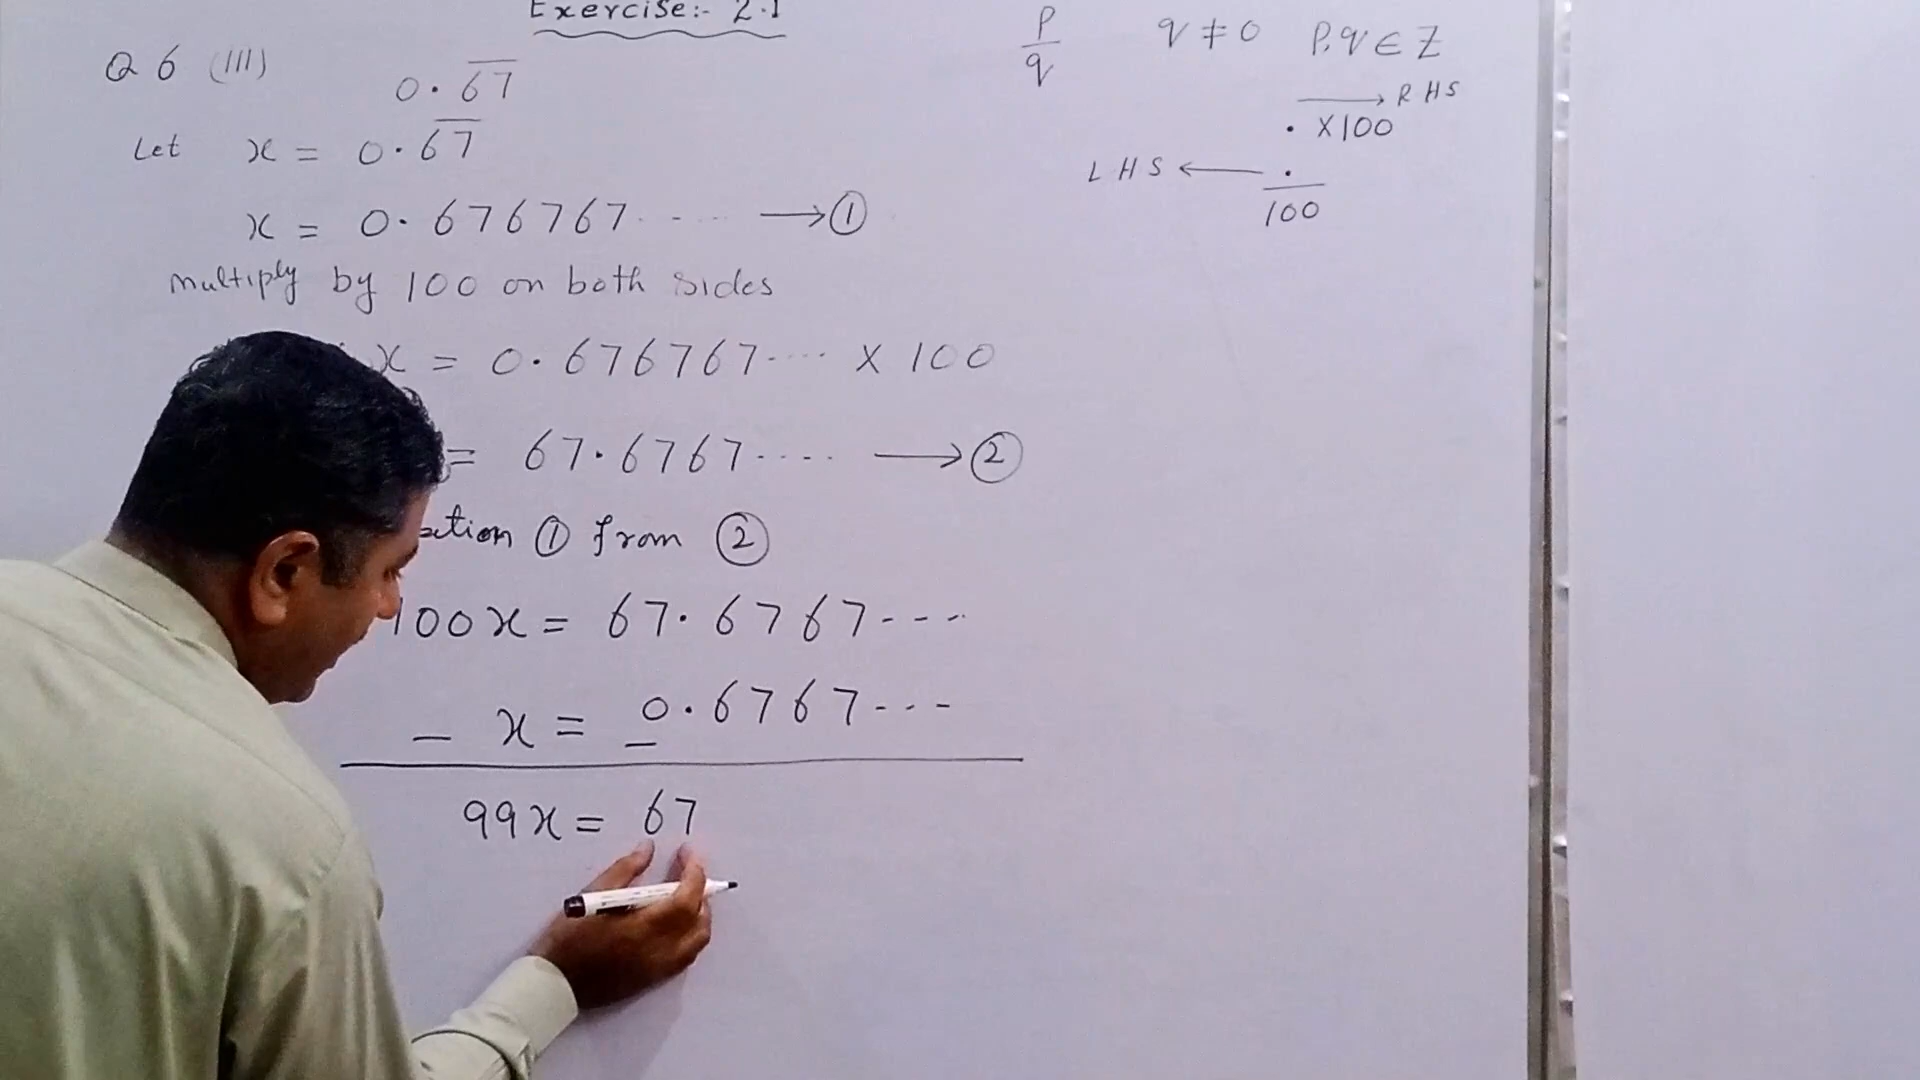 Exercise:- 2.1
Q 6 (III)
0.6̅7̅
Let x = 0.6̅7̅
x = 0.676767..... → ①
multiply by 100 on both sides
x = 0.676767.... × 100
= 67.6767.... → ②
ction ① from ②
100x = 67.6767---
- x = -0.6767---
99x = 67
p/q q ≠ 0 P,q ∈ Z
→ RHS
. ×100
LHS ← .
100